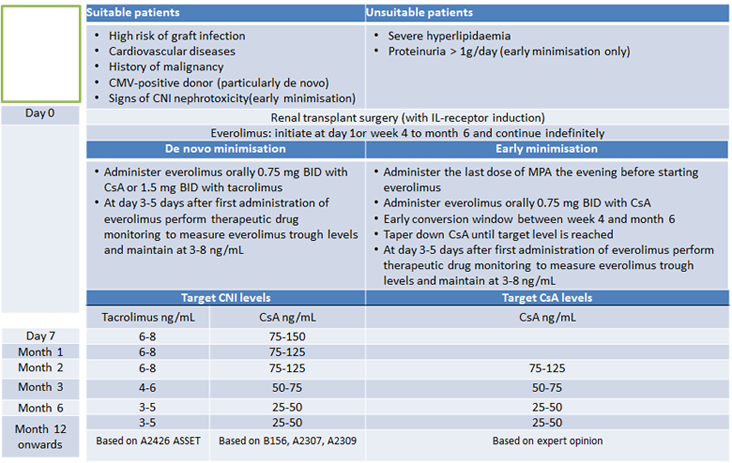 Suitable patients
Unsuitable patients
• High risk of graft infection
• Cardiovascular diseases
• History of malignancy
• CMV-positive donor (particularly de novo)
• Signs of CNI nephrotoxicity(early minimisation)
• Severe hyperlipidaemia
• Proteinuria > 1g/day (early minimisation only)
Day 0
Renal transplant surgery (with IL-receptor induction)
Everolimus: initiate at day 1or week 4 to month 6 and continue indefinitely
De novo minimisation
Early minimisation
• Administer everolimus orally 0.75 mg BID with
CsA or 1.5 mg BID with tacrolimus
• At day 3-5 days after first administration of
everolimus perform therapeutic drug
monitoring to measure everolimus trough levels
and maintain at 3-8 ng/mL
• Administer the last dose of MPA the evening before starting
everolimus
• Administer everolimus orally 0.75 mg BID with CsA
• Early conversion window between week 4 and month 6
• Taper down CsA until target level is reached
• At day 3-5 days after first administration of everolimus perform
therapeutic drug monitoring to measure everolimus trough
levels and maintain at 3-8 ng/mL
Target CNI levels
Target CsA levels
Tacrolimus ng/mL CsA ng/mL CsA ng/mL
Day 7 6-8 75-150
Month 1 6-8 75-125
Month 2 6-8 75-125 75-125
Month 3 4-6 50-75 50-75
Month 6 3-5 25-50 25-50
Month 12 3-5 25-50 25-50
onwards Based on A2426 ASSET Based on B156, A2307, A2309 Based on expert opinion